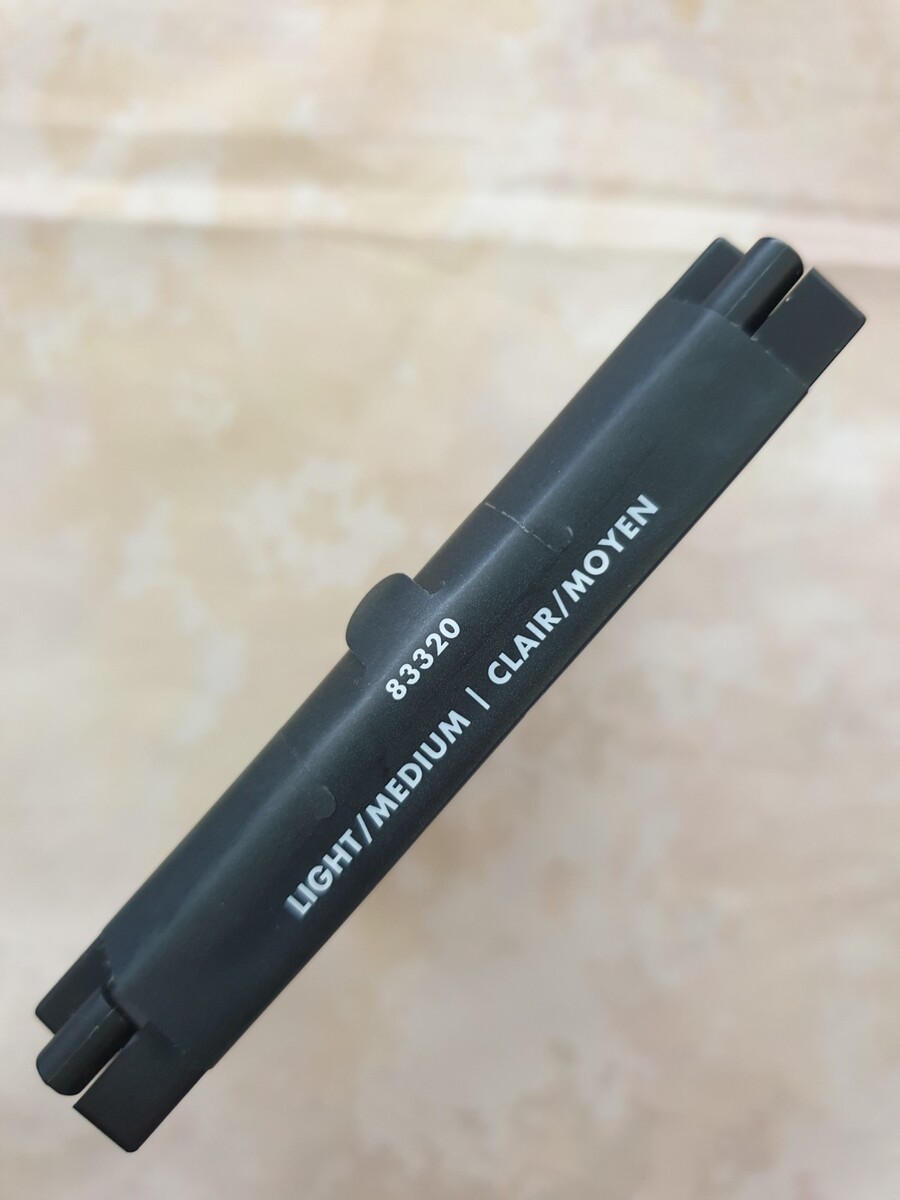 83320
LIGHT/MEDIUM | CLAIR/MOYEN